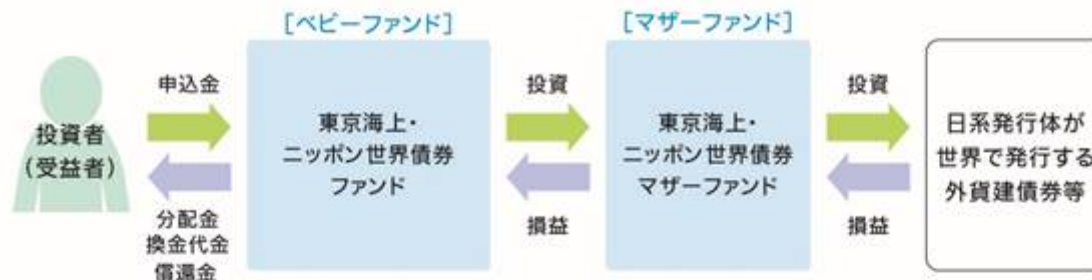 [ベビーファンド]
[マザーファンド]
投資者
(受益者)
申込金
分配金
換金代金
償還金
東京海上・
ニッポン世界債券
ファンド
投資
損益
東京海上・
ニッポン世界債券
マザーファンド
投資
損益
日系発行体が
世界で発行する
外貨建債券等